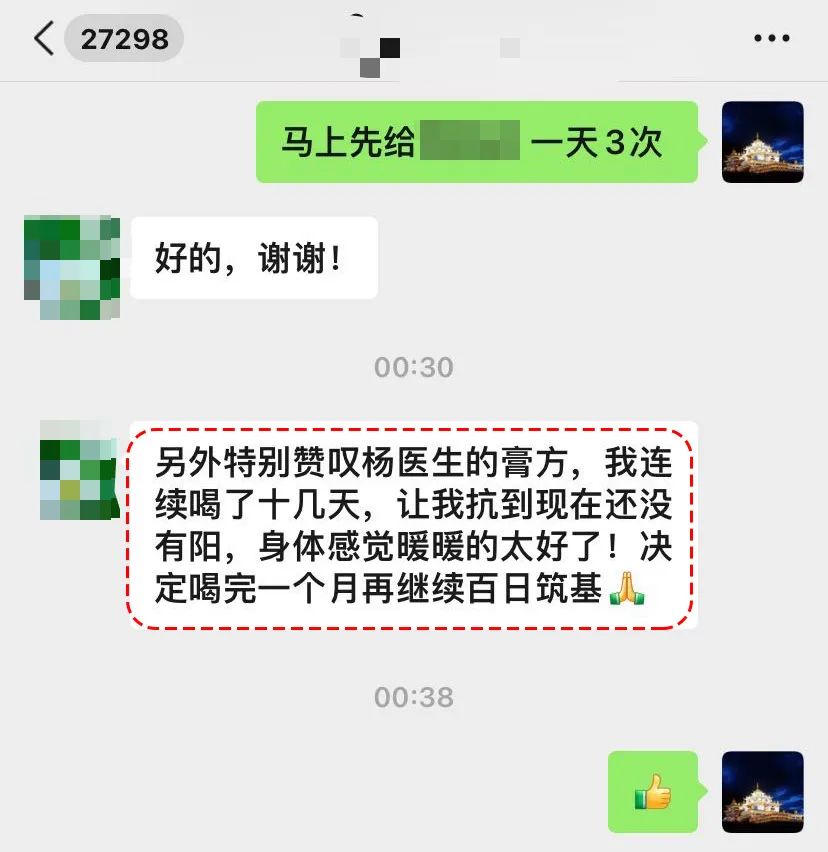 27298
马上先给 一天3次
好的，谢谢！
00:30
另外特别赞叹杨医生的膏方，我连
续喝了十几天，让我抗到现在还没
有阳，身体感觉暖暖的太好了！决
定喝完一个月再继续百日筑基🙏
00:38
👍